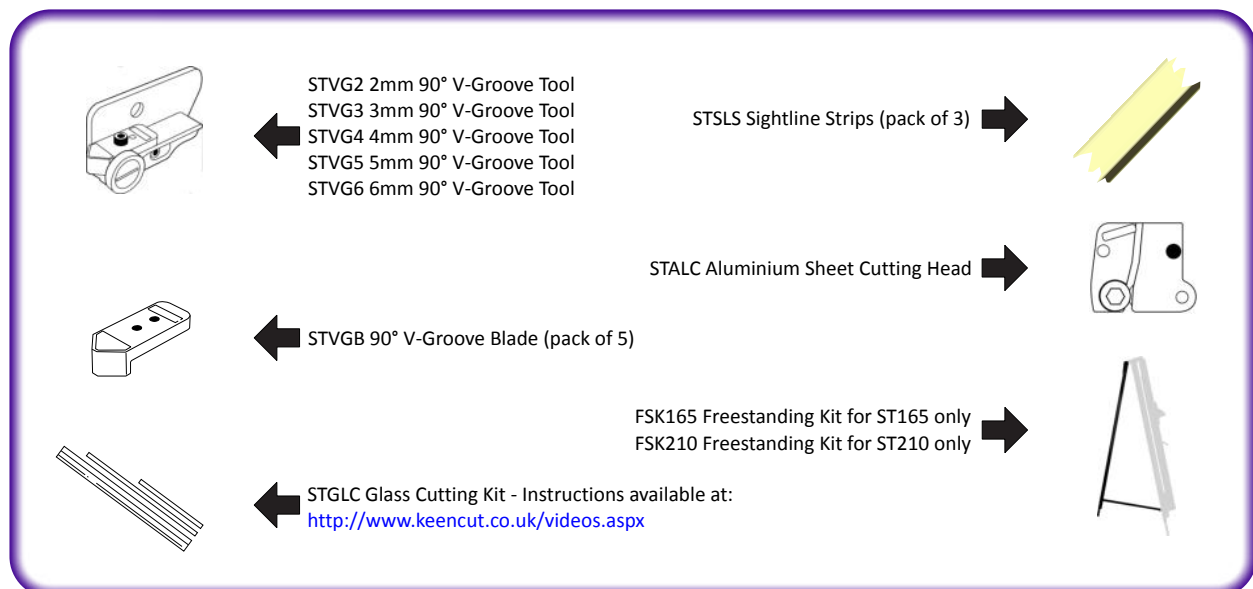 STVG2 2mm 90° V-Groove Tool
STVG3 3mm 90° V-Groove Tool
STVG4 4mm 90° V-Groove Tool
STVG5 5mm 90° V-Groove Tool
STVG6 6mm 90° V-Groove Tool
STSLS Sightline Strips (pack of 3)
STALC Aluminium Sheet Cutting Head
STVGB 90° V-Groove Blade (pack of 5)
FSK165 Freestanding Kit for ST165 only
FSK210 Freestanding Kit for ST210 only
STGLC Glass Cutting Kit - Instructions available at:
http://www.keencut.co.uk/videos.aspx